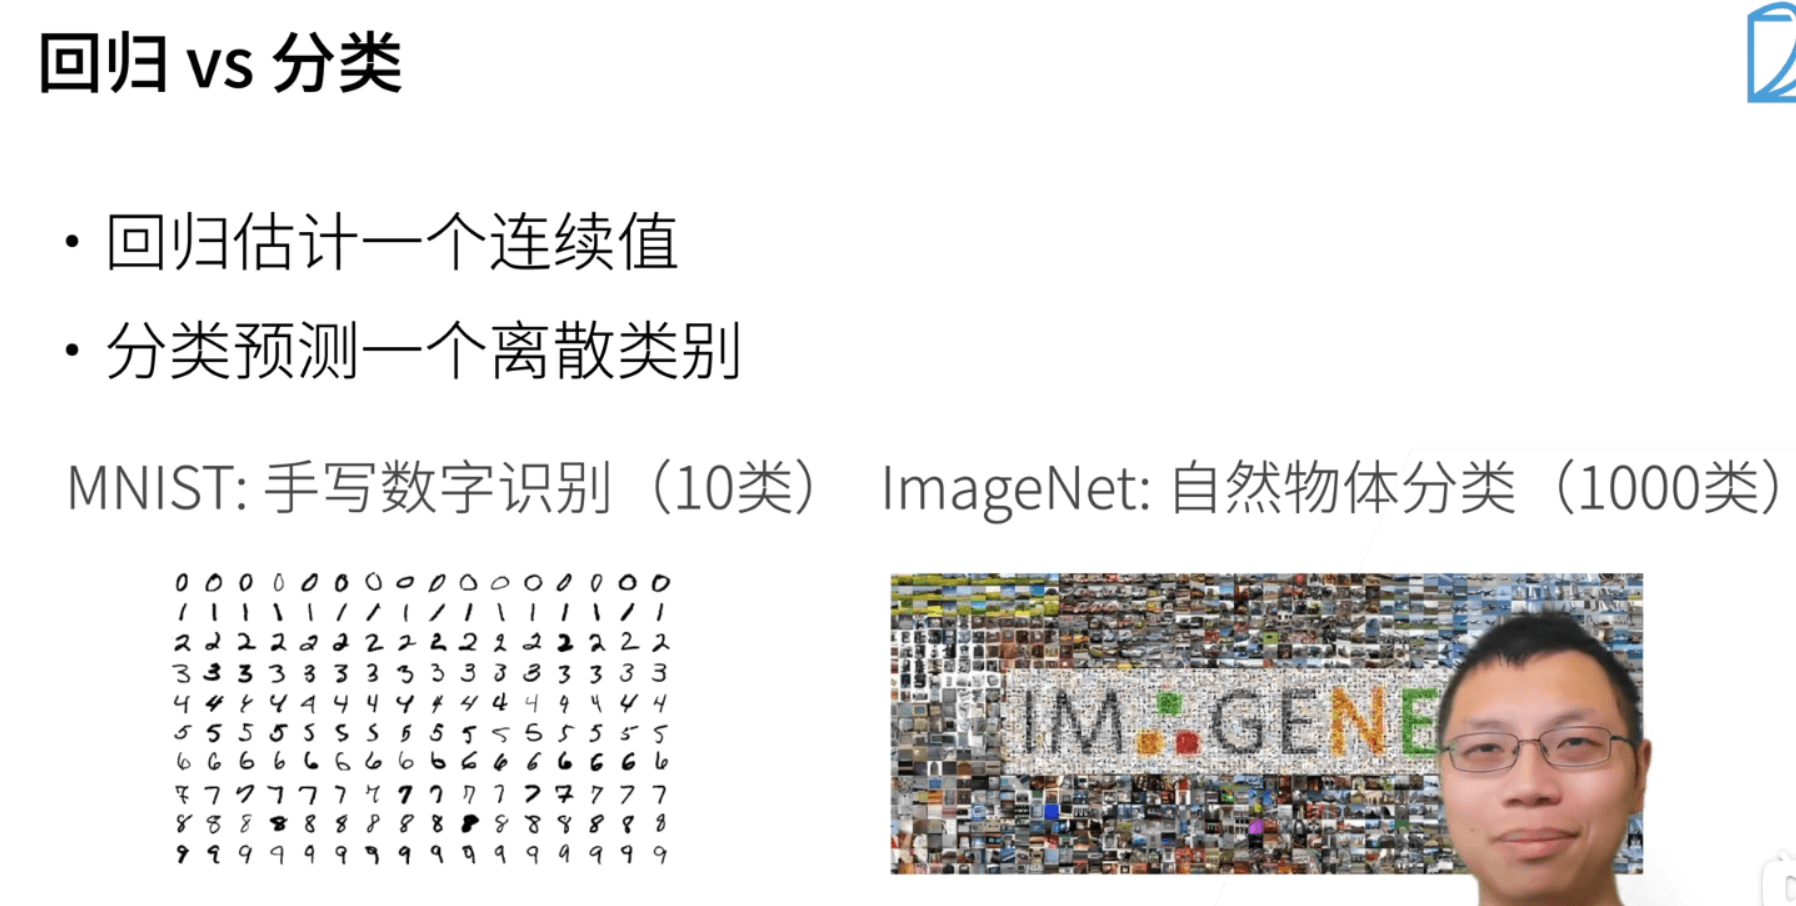 回归 vs 分类
• 回归估计一个连续值
• 分类预测一个离散类别
MNIST: 手写数字识别（10类）
ImageNet: 自然物体分类（1000类）
0 0 0 0 0 0 0 0 0 0 0 0 0 0 0 0
1 1 1 1 1 1 1 1 1 1 1 1 1 1 1 1
2 2 2 2 2 2 2 2 2 2 2 2 2 2 2 2
3 3 3 3 3 3 3 3 3 3 3 3 3 3 3 3
4 4 4 4 4 4 4 4 4 4 4 4 4 4 4 4
5 5 5 5 5 5 5 5 5 5 5 5 5 5 5 5
6 6 6 6 6 6 6 6 6 6 6 6 6 6 6 6
7 7 7 7 7 7 7 7 7 7 7 7 7 7 7 7
8 8 8 8 8 8 8 8 8 8 8 8 8 8 8 8
9 9 9 9 9 9 9 9 9 9 9 9 9 9 9 9